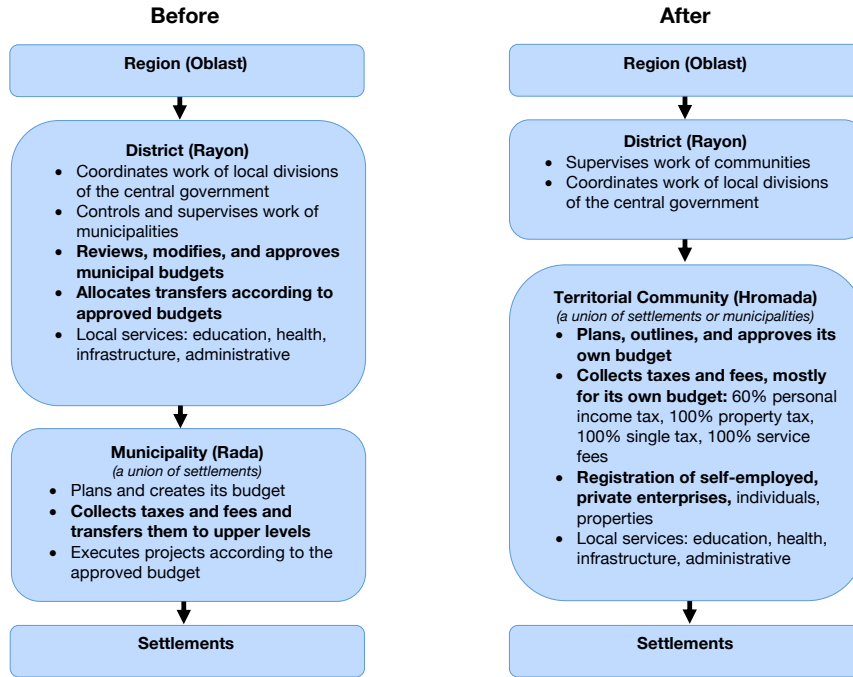 Before
Region (Oblast)
District (Rayon)
• Coordinates work of local divisions
of the central government
• Controls and supervises work of
municipalities
• Reviews, modifies, and approves
municipal budgets
• Allocates transfers according to
approved budgets
• Local services: education, health,
infrastructure, administrative
Municipality (Rada)
(a union of settlements)
• Plans and creates its budget
• Collects taxes and fees and
transfers them to upper levels
• Executes projects according to the
approved budget
Settlements
After
Region (Oblast)
District (Rayon)
• Supervises work of communities
• Coordinates work of local divisions
of the central government
Territorial Community (Hromada)
(a union of settlements or municipalities)
• Plans, outlines, and approves its
own budget
• Collects taxes and fees, mostly
for its own budget: 60% personal
income tax, 100% property tax,
100% single tax, 100% service
fees
• Registration of self-employed,
private enterprises, individuals,
properties
• Local services: education, health,
infrastructure, administrative
Settlements